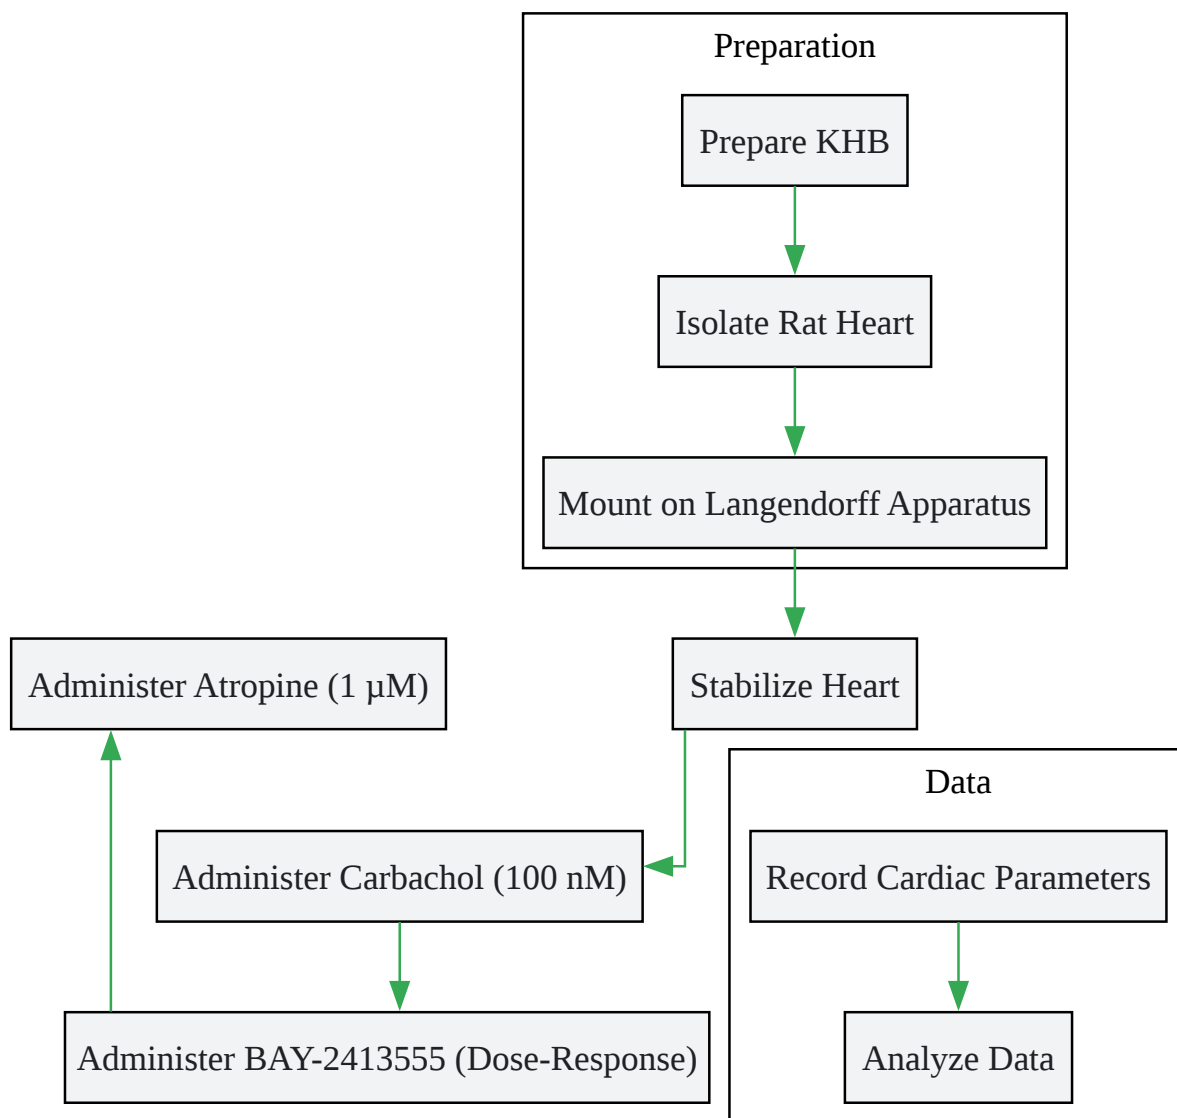 Preparation
Prepare KHB
Isolate Rat Heart
Mount on Langendorff Apparatus
Administer Atropine (1 µM)
Stabilize Heart
Data
Administer Carbachol (100 nM)
Record Cardiac Parameters
Administer BAY-2413555 (Dose-Response)
Analyze Data